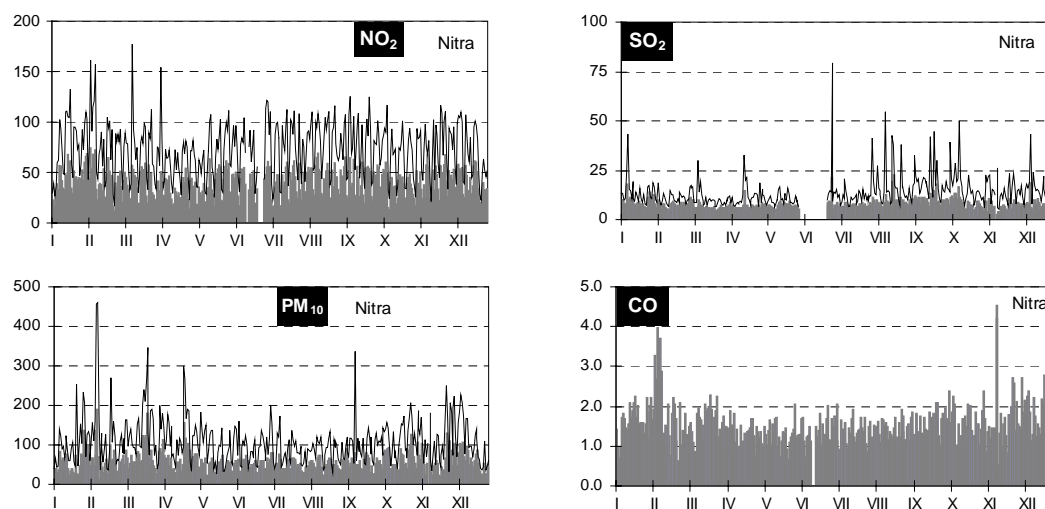 200
150
100
50
0
NO₂ Nitra
I II III IV V VI VII VIII IX X XI XII
100
75
50
25
0
SO₂ Nitra
I II III IV V VI VII VIII IX X XI XII
500
400
300
200
100
0
PM₁₀ Nitra
I II III IV V VI VII VIII IX X XI XII
5.0
4.0
3.0
2.0
1.0
0.0
CO Nitra
I II III IV V VI VII VIII IX X XI XII